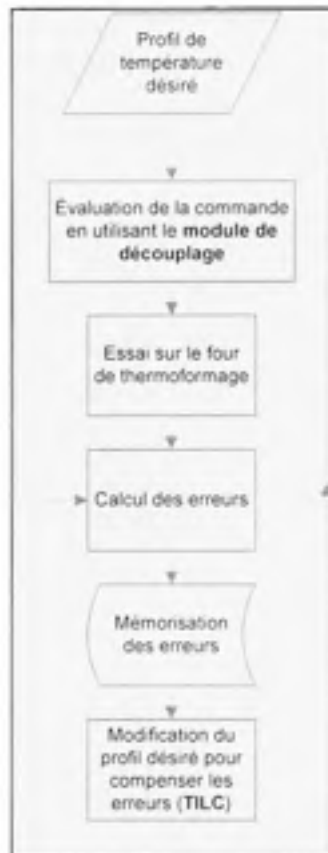 Profil de
température
désiré
Évaluation de la commande
en utilisant le module de
découplage
Essai sur le four
de thermoformage
Calcul des erreurs
Mémorisation
des erreurs
Modification du
profil désiré pour
compenser les
erreurs (TILC)